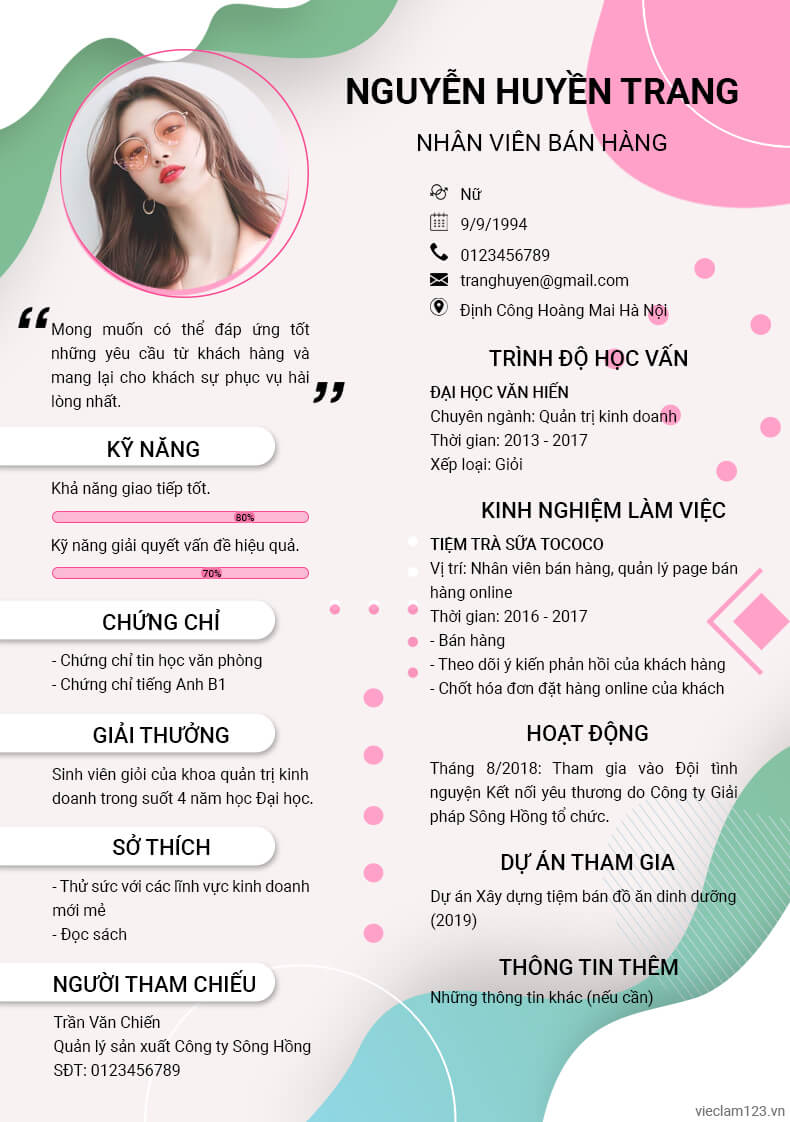 NGUYỄN HUYỀN TRANG
NHÂN VIÊN BÁN HÀNG
Nữ
9/9/1994
0123456789
tranghuyen@gmail.com
Định Công Hoàng Mai Hà Nội
“
Mong muốn có thể đáp ứng tốt
những yêu cầu từ khách hàng và
mang lại cho khách sự phục vụ hài
lòng nhất.
”
KỸ NĂNG
Khả năng giao tiếp tốt.
80%
Kỹ năng giải quyết vấn đề hiệu quả.
70%
CHỨNG CHỈ
- Chứng chỉ tin học văn phòng
- Chứng chỉ tiếng Anh B1
GIẢI THƯỞNG
Sinh viên giỏi của khoa quản trị kinh
doanh trong suốt 4 năm học Đại học.
SỞ THÍCH
- Thử sức với các lĩnh vực kinh doanh
mới mẻ
- Đọc sách
NGƯỜI THAM CHIẾU
Trần Văn Chiến
Quản lý sản xuất Công ty Sông Hồng
SĐT: 0123456789
TRÌNH ĐỘ HỌC VẤN
ĐẠI HỌC VĂN HIẾN
Chuyên ngành: Quản trị kinh doanh
Thời gian: 2013 - 2017
Xếp loại: Giỏi
KINH NGHIỆM LÀM VIỆC
TIỆM TRÀ SỮA TOCOCO
Vị trí: Nhân viên bán hàng, quản lý page bán
hàng online
Thời gian: 2016 - 2017
- Bán hàng
- Theo dõi ý kiến phản hồi của khách hàng
- Chốt hóa đơn đặt hàng online của khách
HOẠT ĐỘNG
Tháng 8/2018: Tham gia vào Đội tình
nguyện Kết nối yêu thương do Công ty Giải
pháp Sông Hồng tổ chức.
DỰ ÁN THAM GIA
Dự án Xây dựng tiệm bán đồ ăn dinh dưỡng
(2019)
THÔNG TIN THÊM
Những thông tin khác (nếu cần)
vieclam123.vn